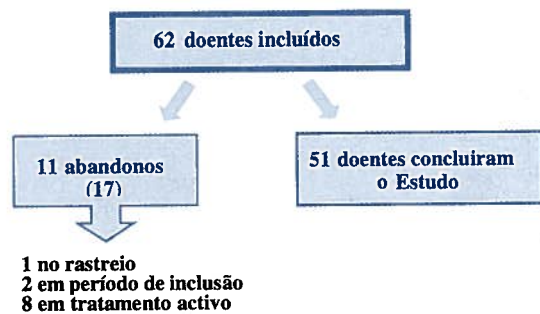 62 doentes incluídos
11 abandonos
(17)
51 doentes concluiram
o Estudo
1 no rastreio
2 em período de inclusão
8 em tratamento activo